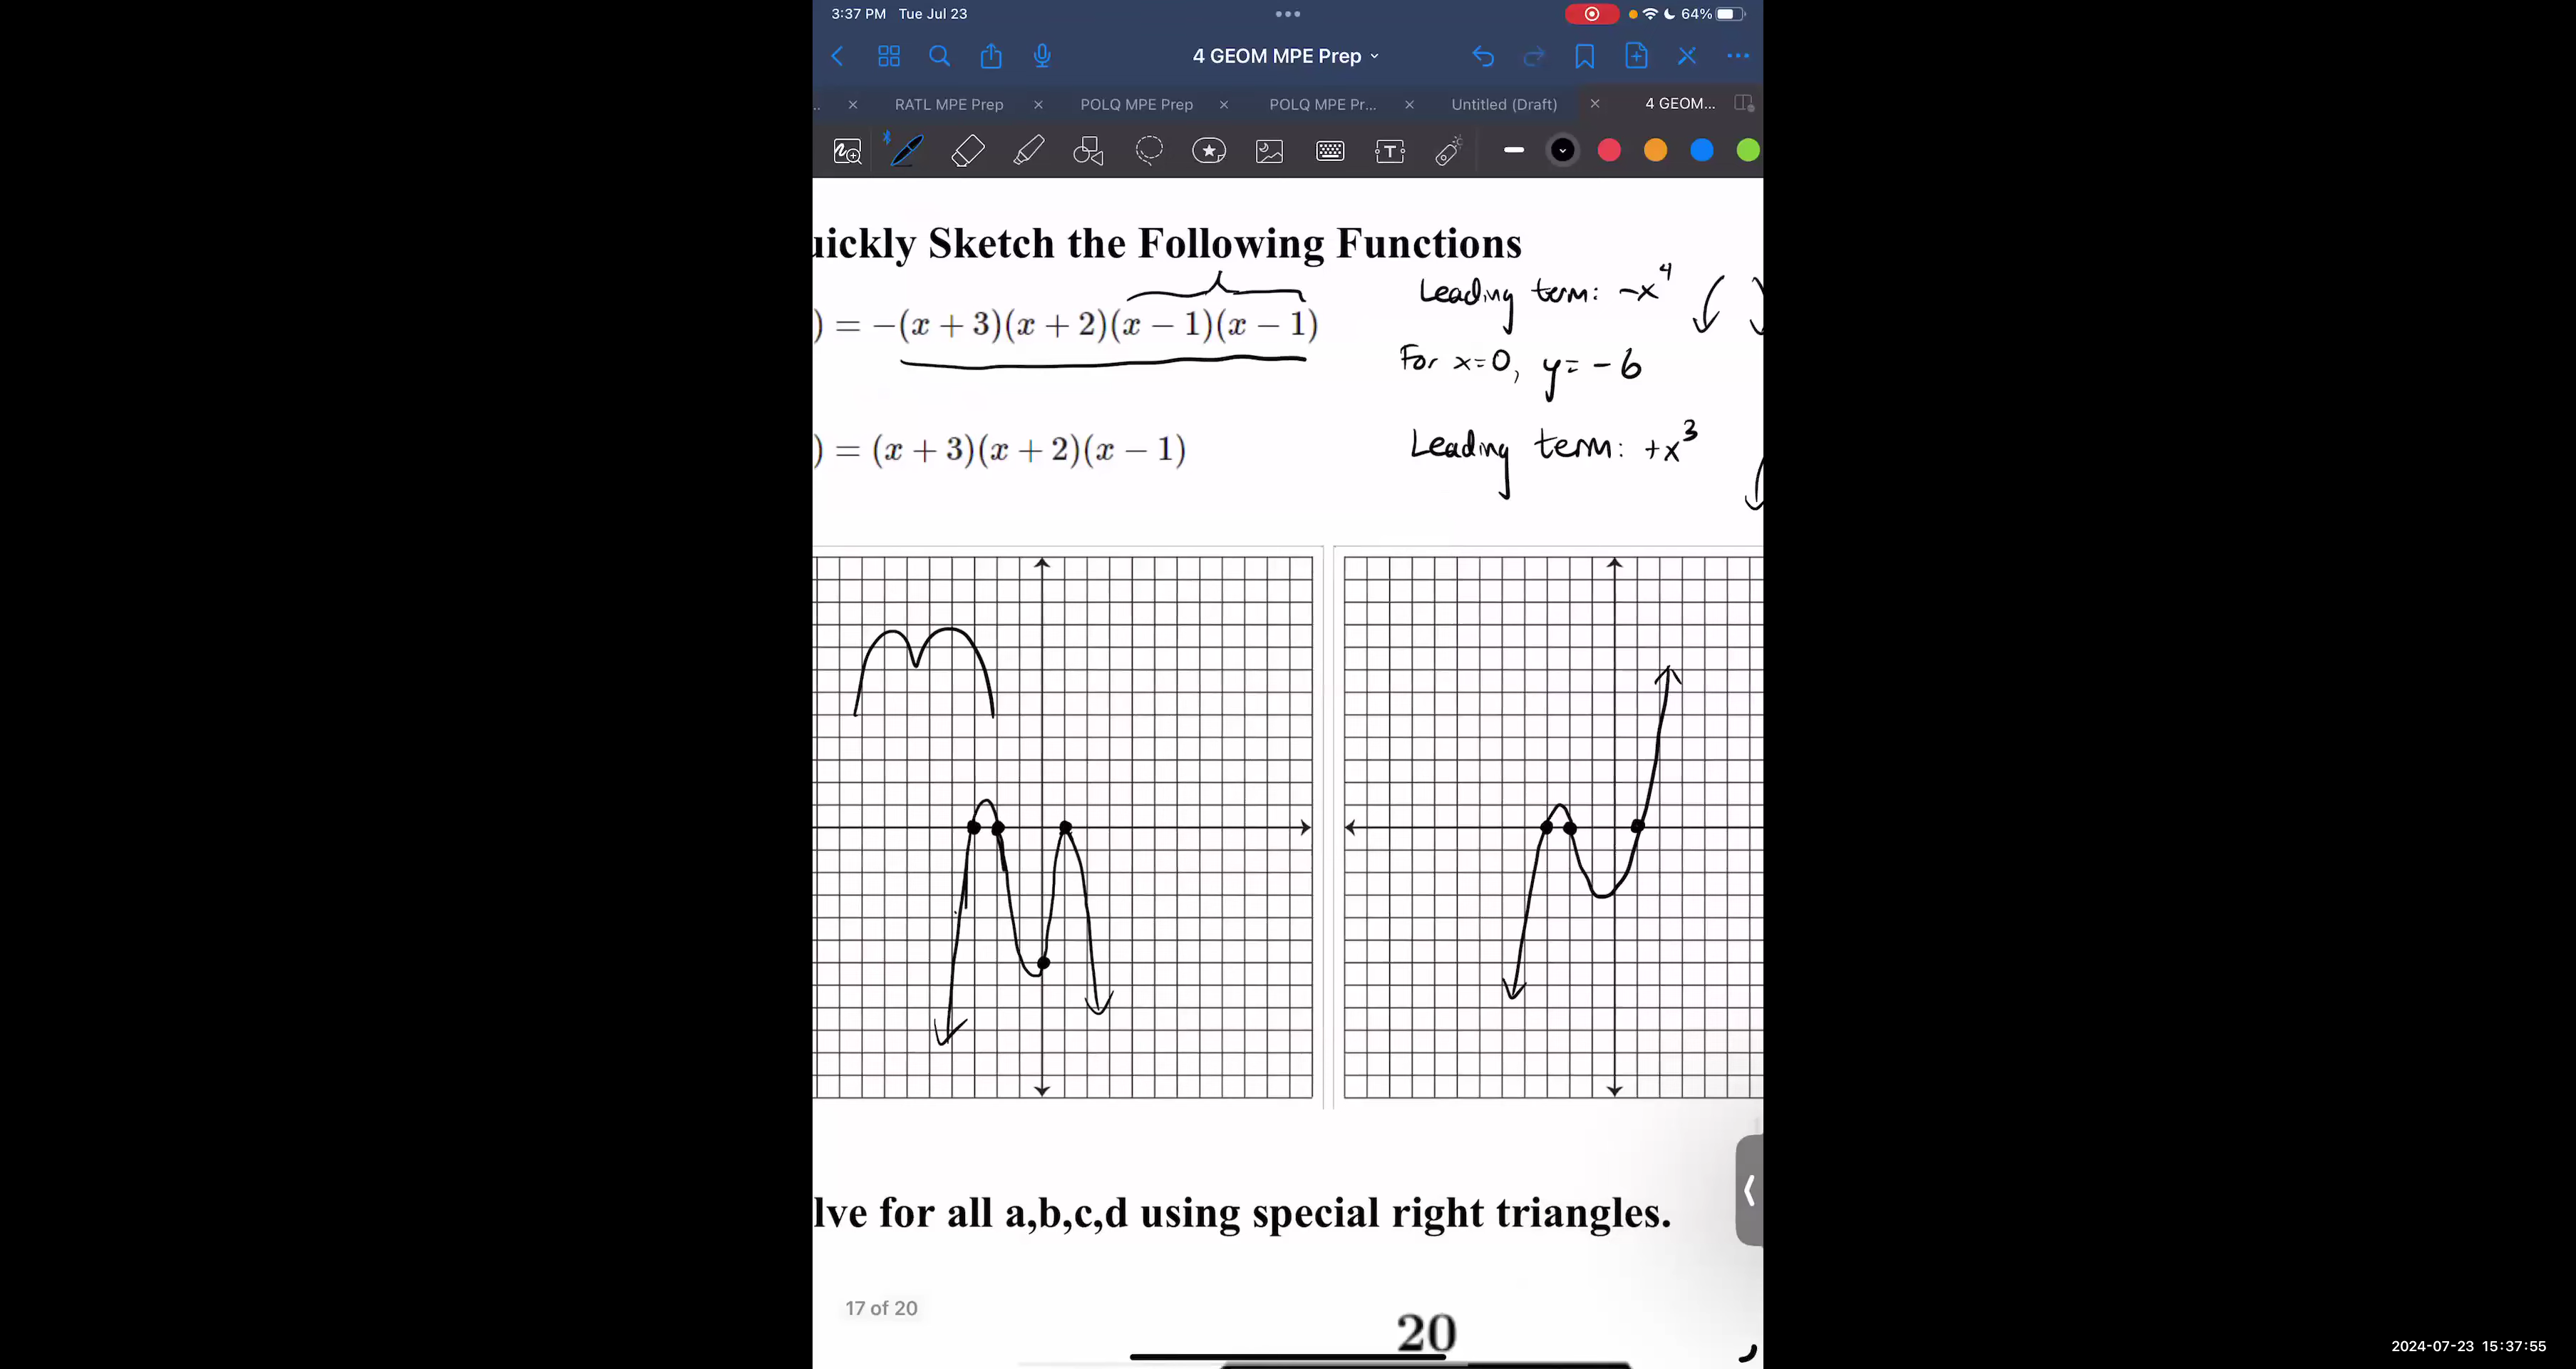 3:37 PM Tue Jul 23
64%
4 GEOM MPE Prep
.. RATL MPE Prep POLQ MPE Prep POLQ MPE Pr... Untitled (Draft) 4 GEOM...
uickly Sketch the Following Functions
) = −(x + 3)(x + 2)(x − 1)(x − 1)
Leading term: -x⁴
For x=0, y= -6
) = (x + 3)(x + 2)(x − 1)
Leading term: +x³
lve for all a,b,c,d using special right triangles.
17 of 20
20
2024-07-23 15:37:55